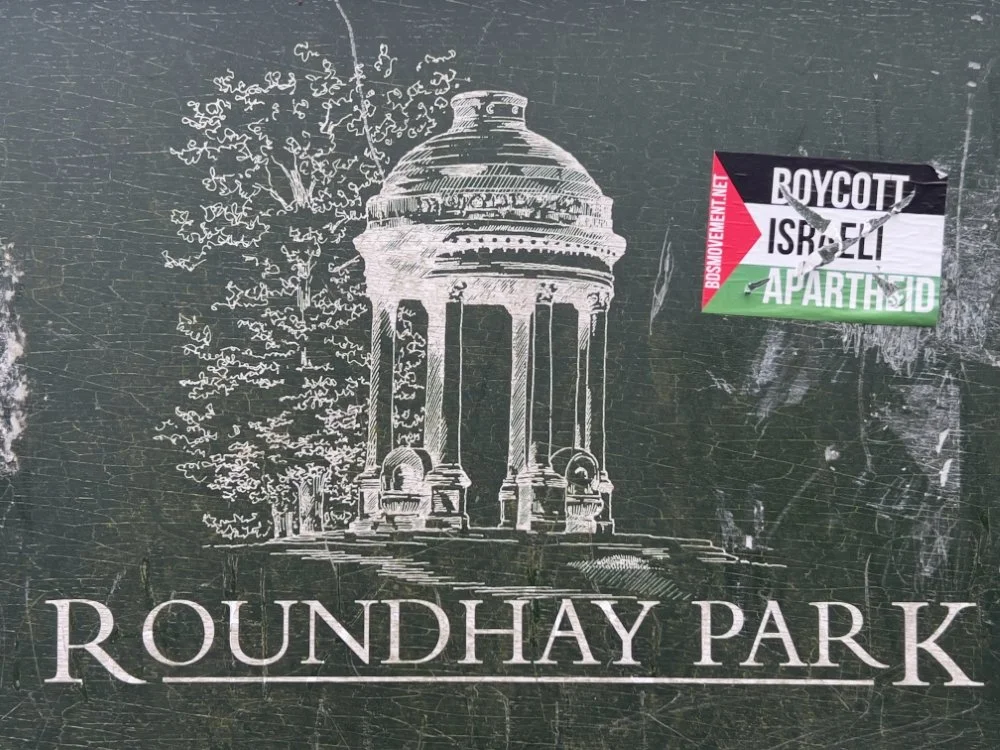 BDSMOVEMENT.NET
BOYCOTT
ISRAELI
APARTHEID
ROUNDHAY PARK